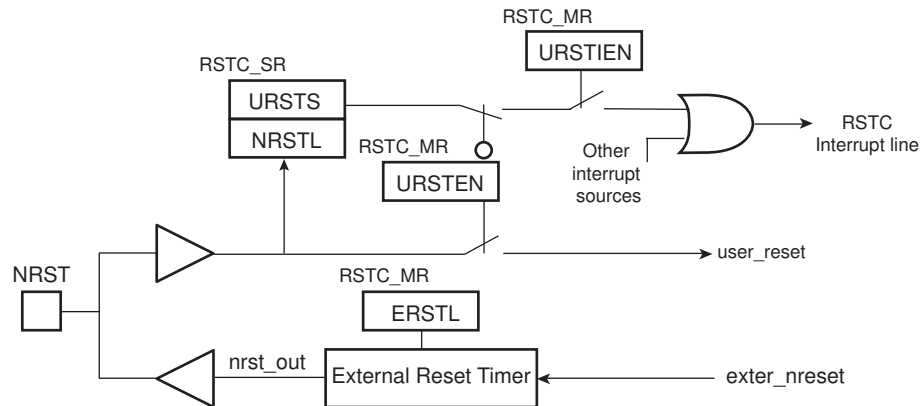 RSTC_MR
URSTIEN
RSTC_SR
URSTS
NRSTL
RSTC_MR
URSTEN
Other
interrupt
sources
RSTC
Interrupt line
user_reset
NRST
RSTC_MR
ERSTL
nrst_out
External Reset Timer
exter_nreset